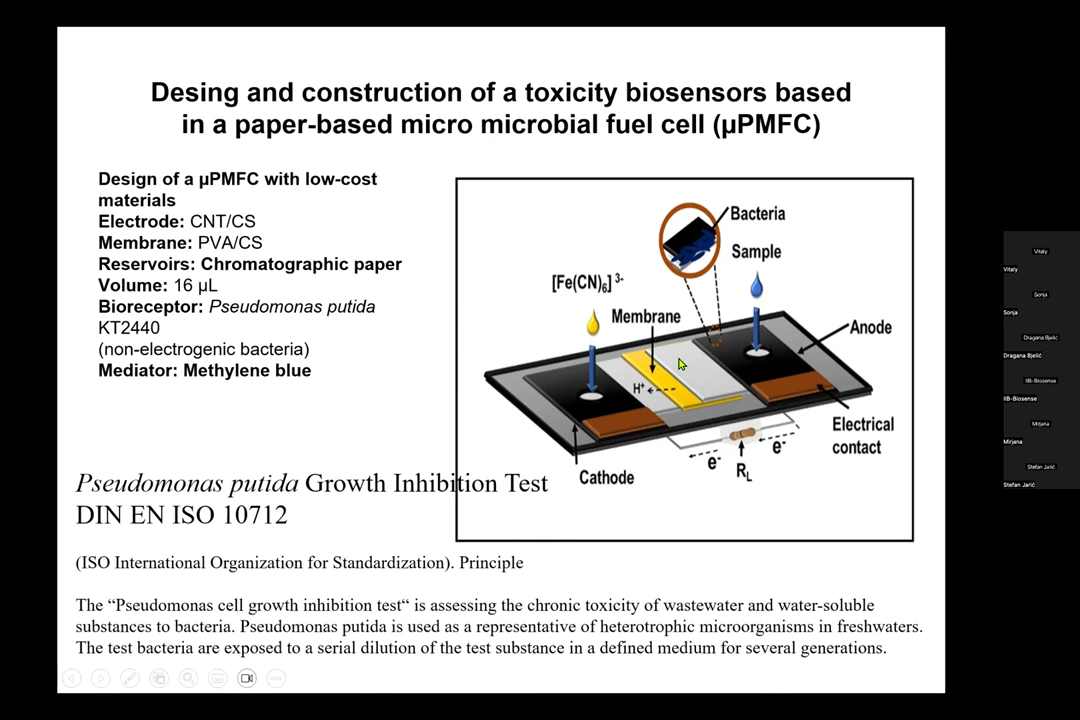 Desing and construction of a toxicity biosensors based
in a paper-based micro microbial fuel cell (µPMFC)
Design of a µPMFC with low-cost
materials
Electrode: CNT/CS
Membrane: PVA/CS
Reservoirs: Chromatographic paper
Volume: 16 µL
Bioreceptor: Pseudomonas putida
KT2440
(non-electrogenic bacteria)
Mediator: Methylene blue
Bacteria
Sample
[Fe(CN)₆]³⁻
Membrane
Anode
H⁺
Electrical
contact
e⁻
e⁻
R_L
Cathode
Pseudomonas putida Growth Inhibition Test
DIN EN ISO 10712
(ISO International Organization for Standardization). Principle
The “Pseudomonas cell growth inhibition test“ is assessing the chronic toxicity of wastewater and water-soluble
substances to bacteria. Pseudomonas putida is used as a representative of heterotrophic microorganisms in freshwaters.
The test bacteria are exposed to a serial dilution of the test substance in a defined medium for several generations.
Vitaly
Vitaly
Sonja
Sonja
Dragana Bjelić
Dragana Bjelić
IIB-Biosense
IIB-Biosense
Mirjana
Mirjana
Stefan Jarić
Stefan Jarić